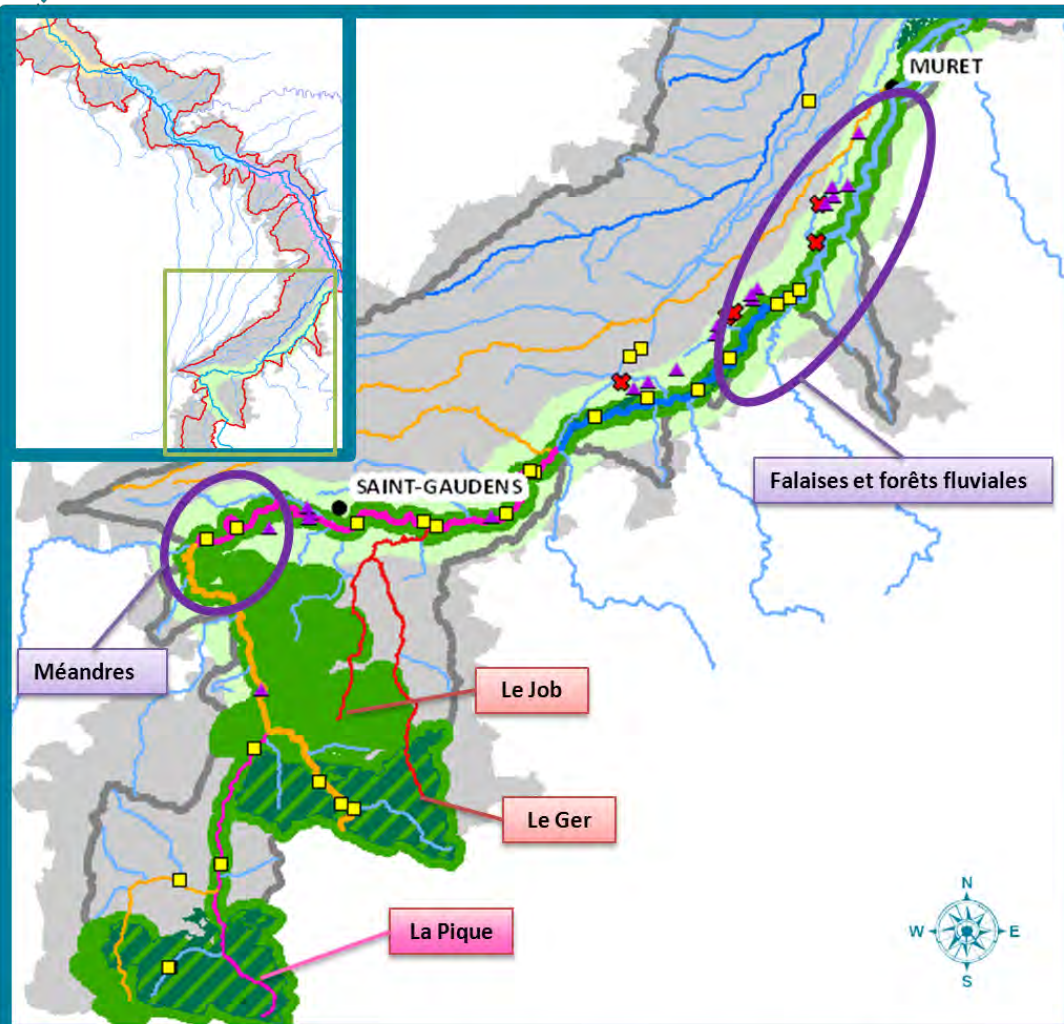 MURET
Falaises et forêts fluviales
SAINT-GAUDENS
Méandres
Le Job
Le Ger
La Pique
N
W
E
S